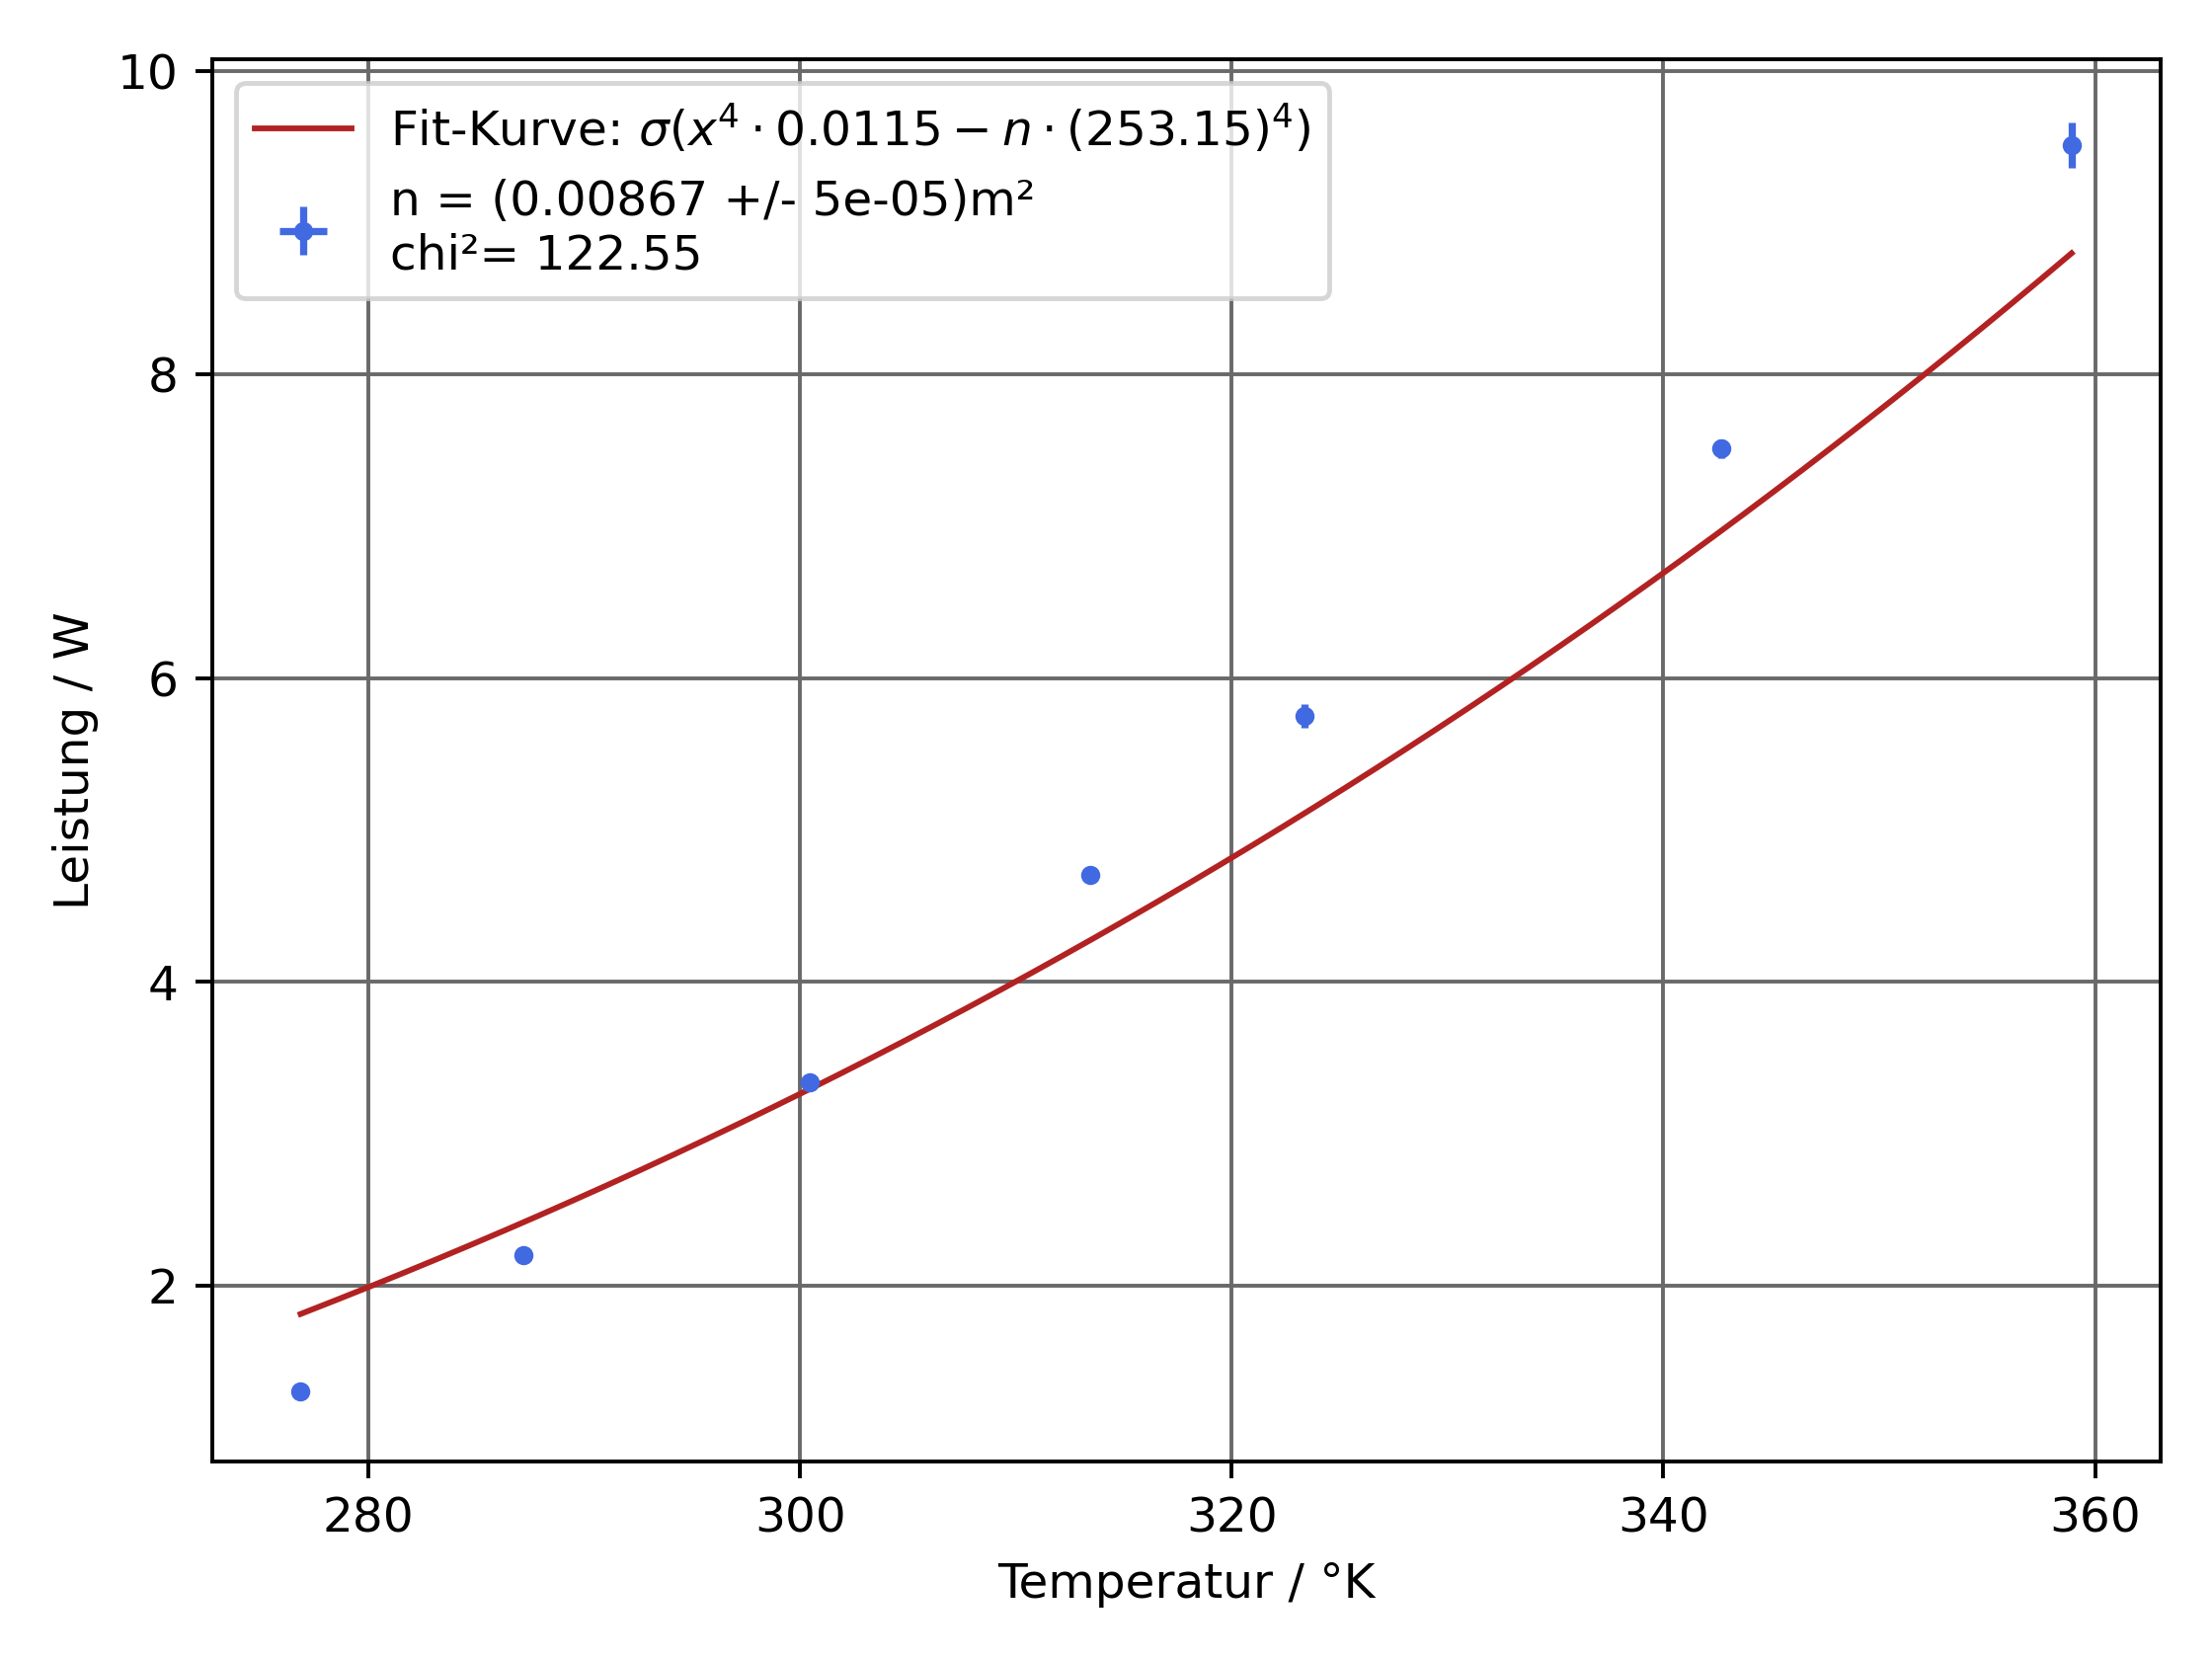 Fit-Kurve: σ(x⁴ · 0.0115 − n · (253.15)⁴)
n = (0.00867 +/- 5e-05)m²
chi²= 122.55
10
8
6
4
2
Leistung / W
280 300 320 340 360
Temperatur / °K